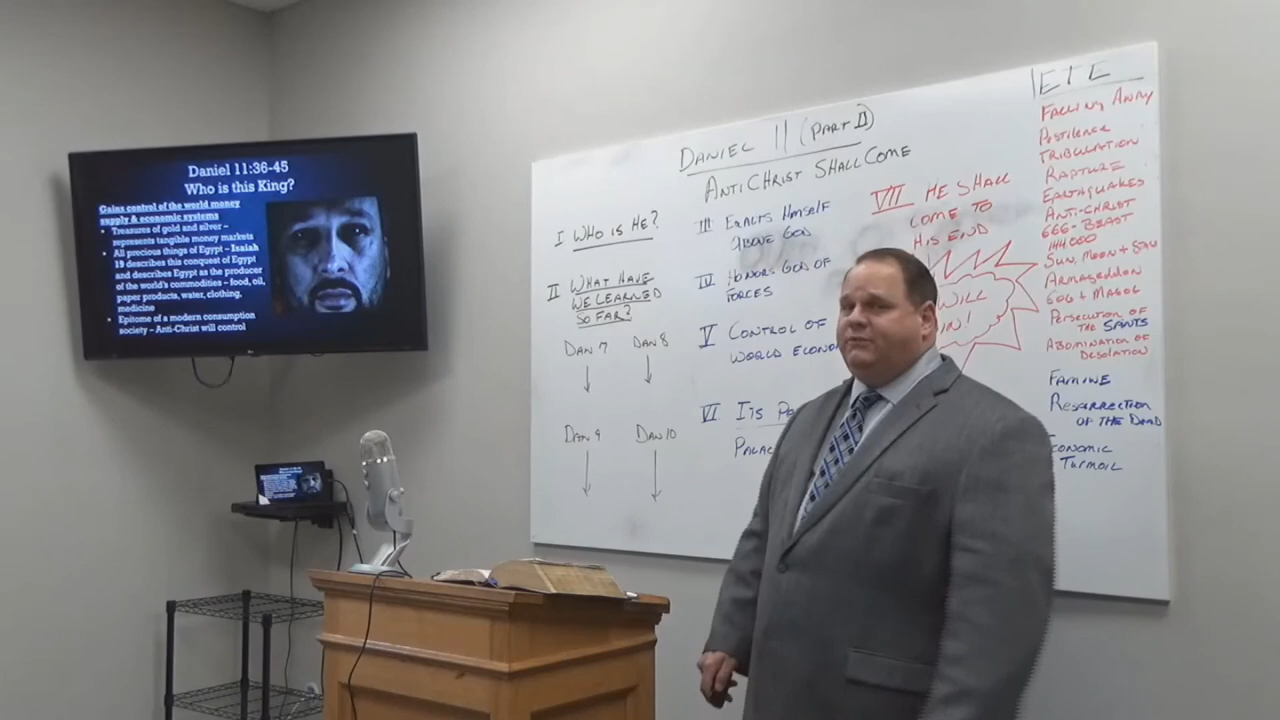 Daniel 11:36-45
Who is this King?
Gains control of the world money
supply & economic systems
• Treasures of gold and silver –
represents tangible money markets
• All precious things of Egypt – Isaiah
19 describes this conquest of Egypt
and describes Egypt as the producer
of the world's commodities – food, oil,
paper products, water, clothing,
medicine
• Epitome of a modern consumption
society – Anti-Christ will control
DANIEL 11 (PART II)
ANTICHRIST SHALL COME
I WHO IS HE?
II WHAT HAVE
WE LEARNED
SO FAR?
DAN 7 DAN 8
DAN 9 DAN 10
III EXALTS HIMSELF
ABOVE GOD
IV HONORS GOD OF
FORCES
V CONTROL OF
WORLD ECONO
VI ITS
PALAC
VII HE SHALL
COME TO
HIS END
WILL
IN!
FALLING AWAY
PESTILENCE
TRIBULATION
RAPTURE
EARTHQUAKES
ANTI-CHRIST
666-BEAST
144000
SUN, MOON + STAR
ARMAGEDDON
GOG + MAGOG
PERSECUTION OF
THE SAINTS
ABOMINATION OF
DESOLATION
FAMINE
RESURRECTION
OF THE DEAD
ECONOMIC
TURMOIL